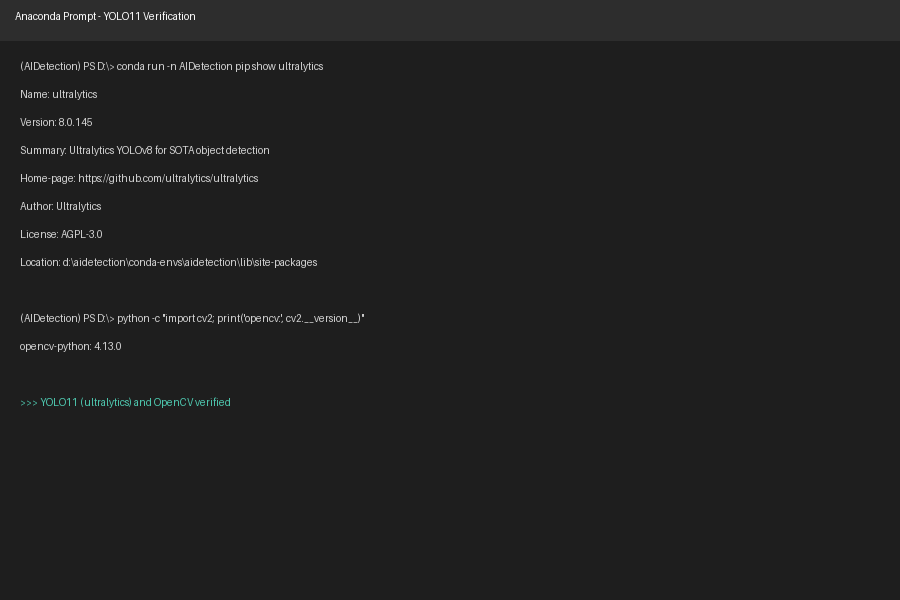 Anaconda Prompt - YOLO11 Verification
(AIDetection) PS D:\> conda run -n AIDetection pip show ultralytics
Name: ultralytics
Version: 8.0.145
Summary: Ultralytics YOLOv8 for SOTA object detection
Home-page: https://github.com/ultralytics/ultralytics
Author: Ultralytics
License: AGPL-3.0
Location: d:\aidetection\conda-envs\aidetection\lib\site-packages
(AIDetection) PS D:\> python -c "import cv2; print('opencv:', cv2.__version__)"
opencv-python: 4.13.0
>>> YOLO11 (ultralytics) and OpenCV verified